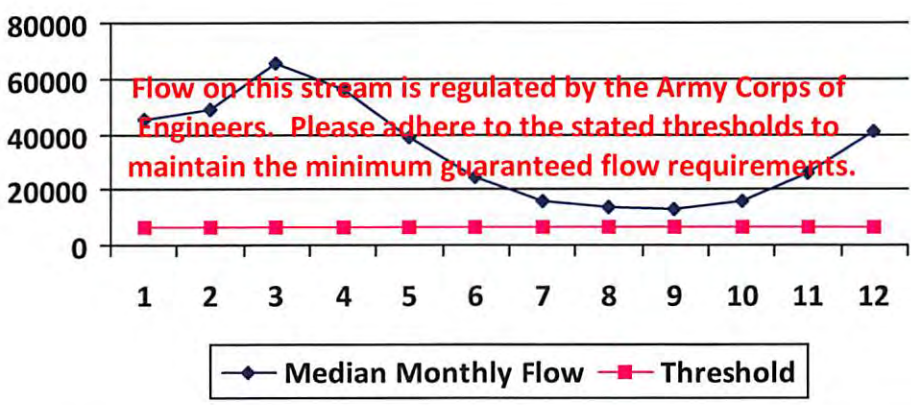 80000
60000
40000
20000
0
Flow on this stream is regulated by the Army Corps of
Engineers. Please adhere to the stated thresholds to
maintain the minimum guaranteed flow requirements.
1 2 3 4 5 6 7 8 9 10 11 12
Median Monthly Flow Threshold